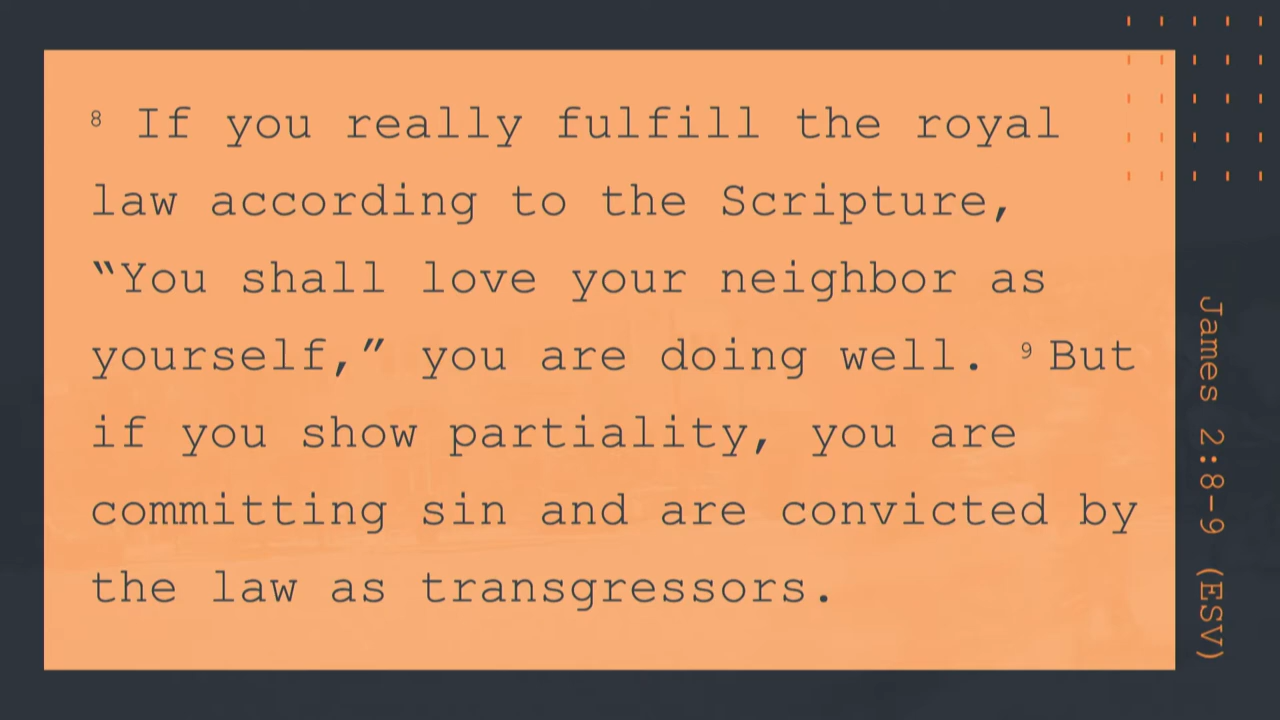 8 If you really fulfill the royal
law according to the Scripture,
“You shall love your neighbor as
yourself,” you are doing well. 9 But
if you show partiality, you are
committing sin and are convicted by
the law as transgressors.
James 2:8-9 (ESV)